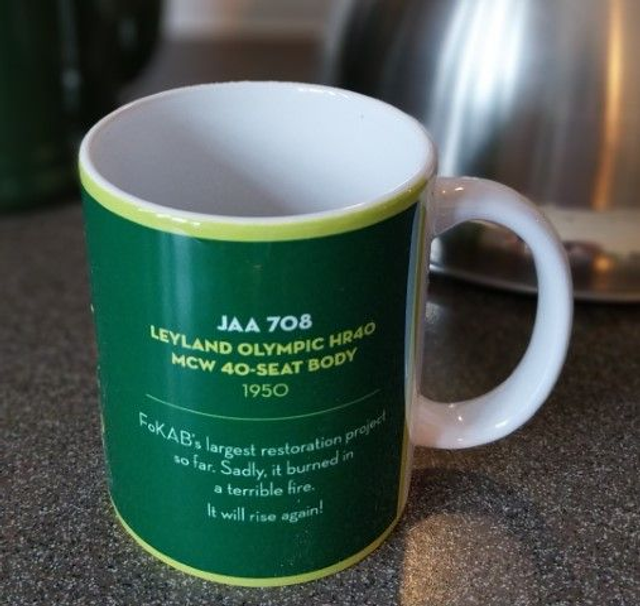 JAA 708
LEYLAND OLYMPIC HR40
MCW 40-SEAT BODY
1950
FoKAB's largest restoration project
so far. Sadly, it burned in
a terrible fire.
It will rise again!